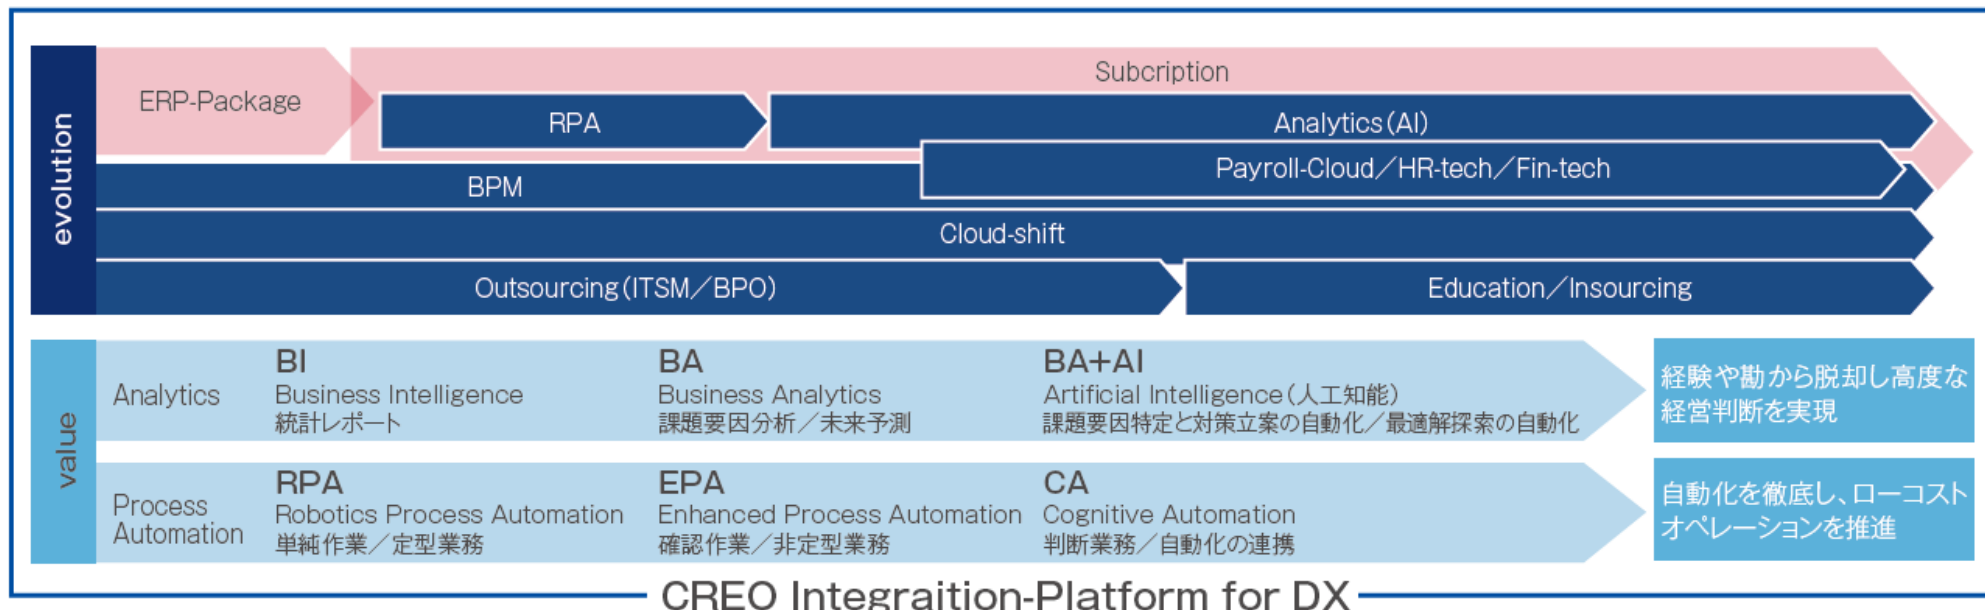 evolution
ERP-Package
Subcription
RPA
Analytics(AI)
Payroll-Cloud／HR-tech／Fin-tech
BPM
Cloud-shift
Outsourcing(ITSM／BPO)
Education／Insourcing
value
Analytics
BI
Business Intelligence
統計レポート
BA
Business Analytics
課題要因分析／未来予測
BA+AI
Artificial Intelligence(人工知能)
課題要因特定と対策立案の自動化／最適解探索の自動化
経験や勘から脱却し高度な
経営判断を実現
Process
Automation
RPA
Robotics Process Automation
単純作業／定型業務
EPA
Enhanced Process Automation
確認作業／非定型業務
CA
Cognitive Automation
判断業務／自動化の連携
自動化を徹底し、ローコスト
オペレーションを推進
CREO Integraition-Platform for DX